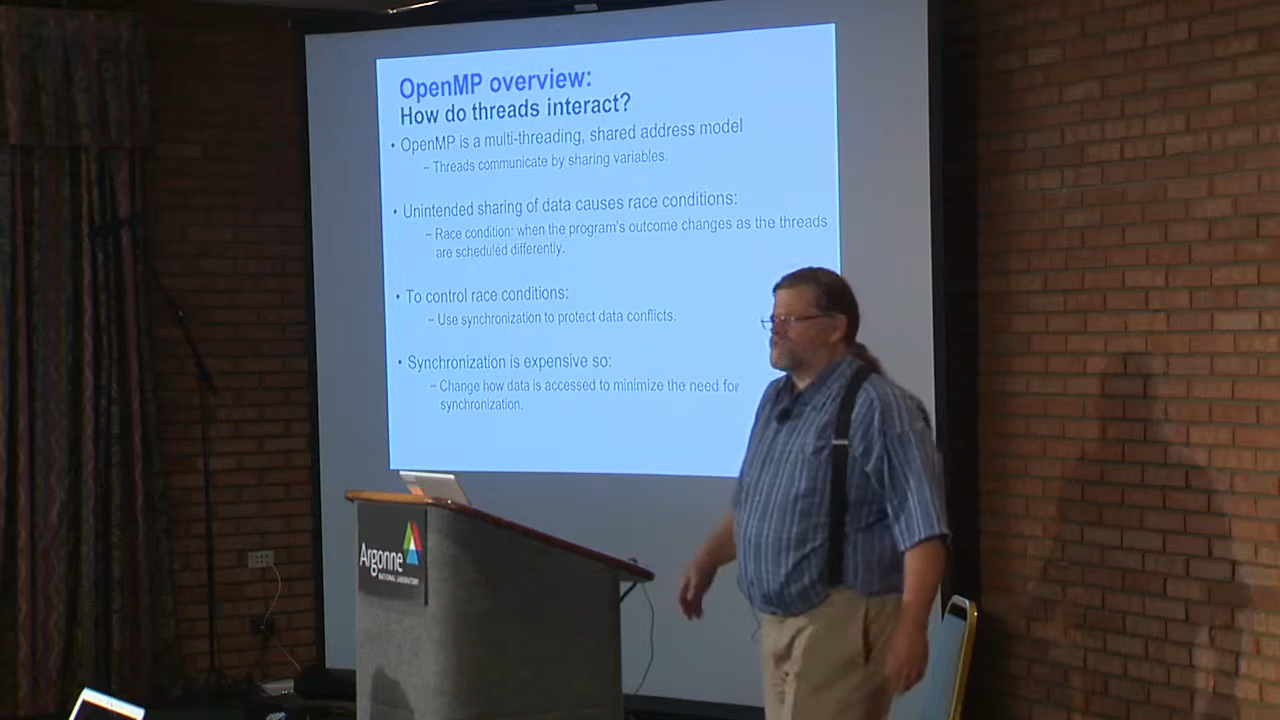 OpenMP overview:
How do threads interact?
• OpenMP is a multi-threading, shared address model
– Threads communicate by sharing variables.
• Unintended sharing of data causes race conditions:
– Race condition: when the program's outcome changes as the threads
are scheduled differently.
• To control race conditions:
– Use synchronization to protect data conflicts.
• Synchronization is expensive so:
– Change how data is accessed to minimize the need for
synchronization.
Argonne
NATIONAL LABORATORY